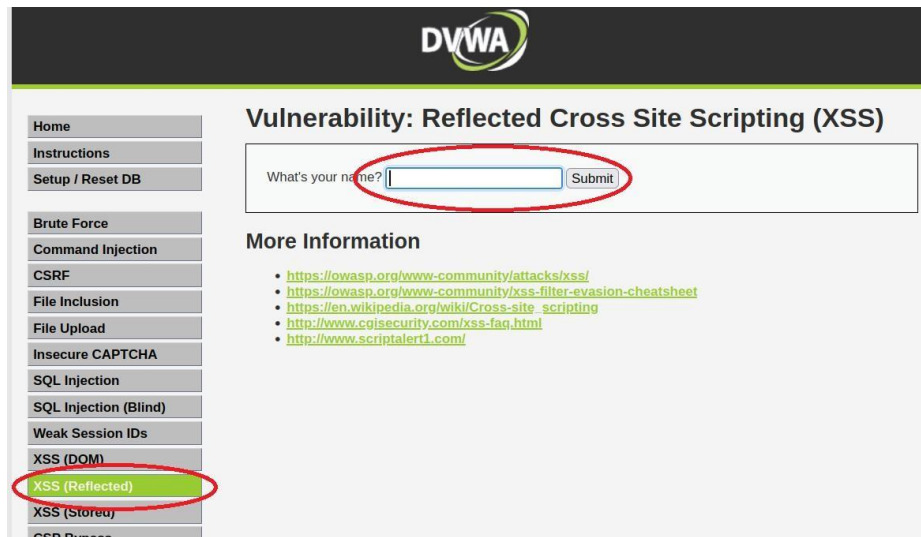 DVWA
Home
Instructions
Setup / Reset DB
Brute Force
Command Injection
CSRF
File Inclusion
File Upload
Insecure CAPTCHA
SQL Injection
SQL Injection (Blind)
Weak Session IDs
XSS (DOM)
XSS (Reflected)
XSS (Stored)
CSP Bypass
Vulnerability: Reflected Cross Site Scripting (XSS)
What's your name? Submit
More Information
https://owasp.org/www-community/attacks/xss/
https://owasp.org/www-community/xss-filter-evasion-cheatsheet
https://en.wikipedia.org/wiki/Cross-site_scripting
http://www.cgisecurity.com/xss-faq.html
http://www.scriptalert1.com/